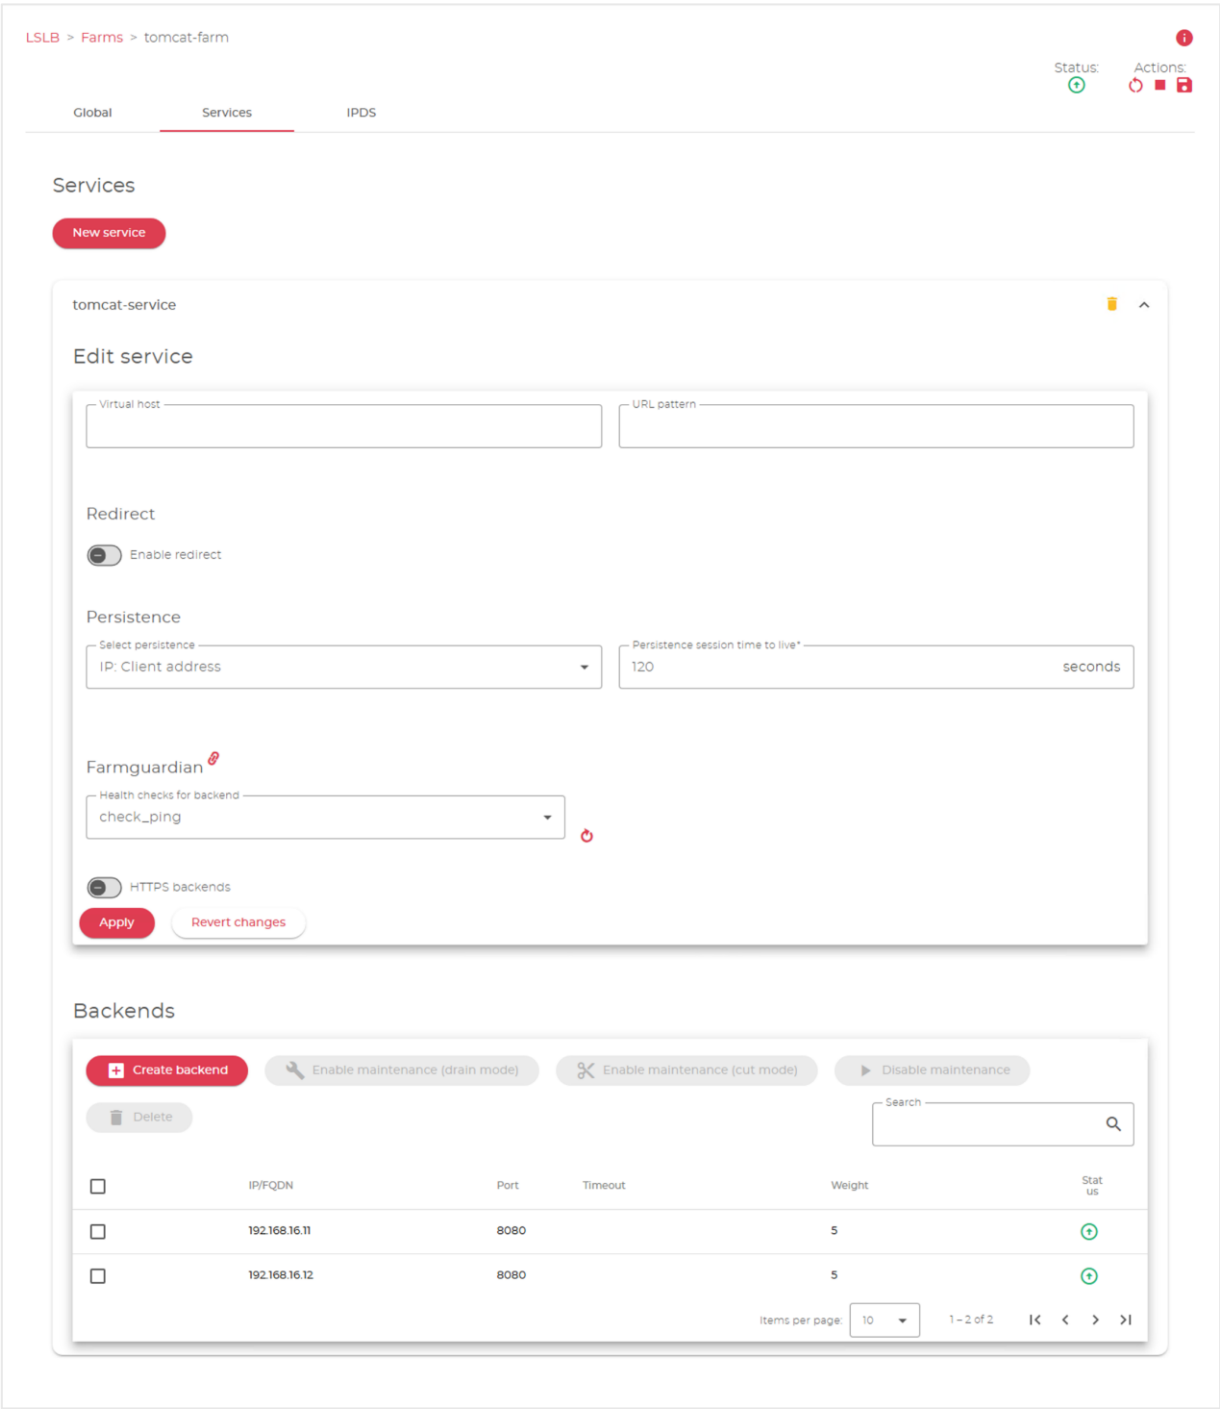 LSLB > Farms > tomcat-farm
Status: Actions:
Global Services IPDS
Services
New service
tomcat-service
Edit service
Virtual host URL pattern
Redirect
Enable redirect
Persistence
Select persistence Persistence session time to live*
IP: Client address 120 seconds
Farmguardian
Health checks for backend
check_ping
HTTPS backends
Apply Revert changes
Backends
Create backend Enable maintenance (drain mode) Enable maintenance (cut mode) Disable maintenance
Delete Search
IP/FQDN Port Timeout Weight Stat
us
192.168.16.11 8080 5
192.168.16.12 8080 5
Items per page: 10 1 – 2 of 2